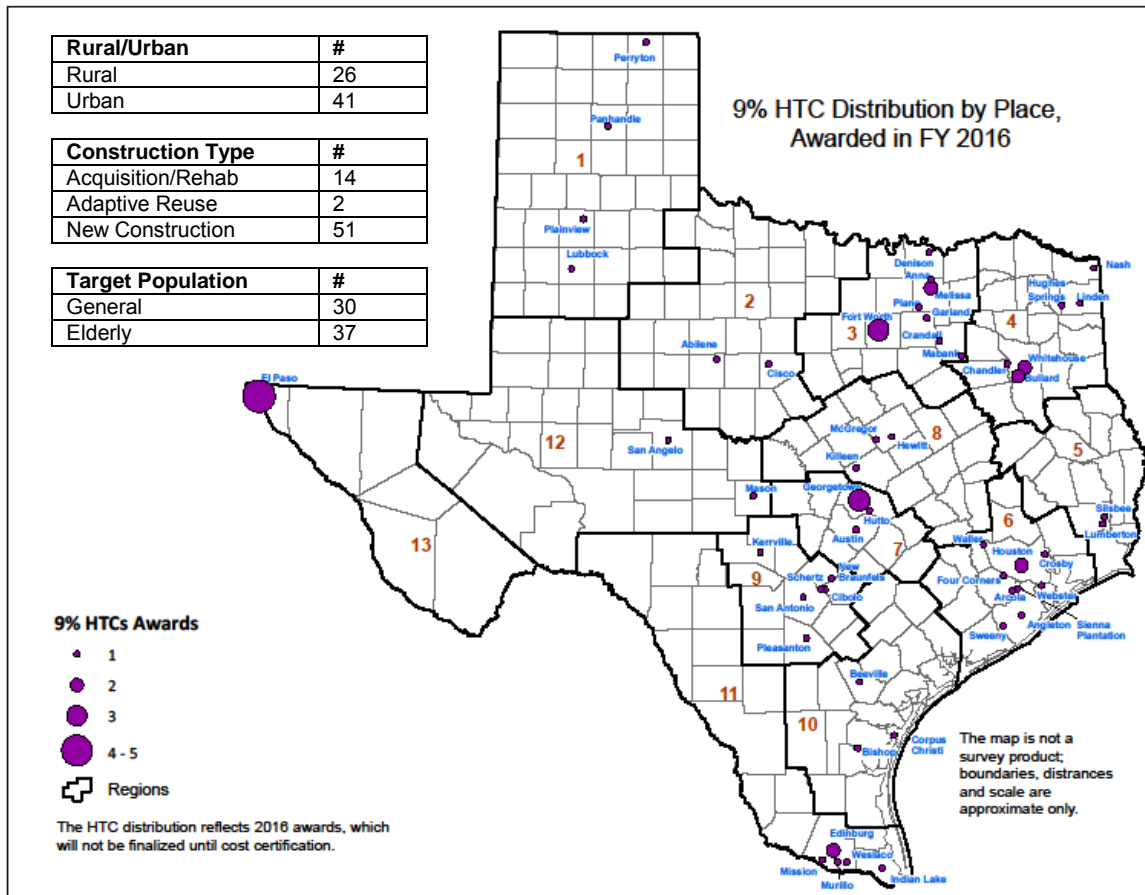 Rural/Urban #
Rural 26
Urban 41
Construction Type #
Acquisition/Rehab 14
Adaptive Reuse 2
New Construction 51
Target Population #
General 30
Elderly 37
9% HTC Distribution by Place,
Awarded in FY 2016
Perryton
Panhandle
1
Plainview
Lubbock
2
Abilene
Cisco
Denison
Anna
Melissa
Plano
Garland
Fort Worth
3
Crandall
Mabank
Nash
Hughes
Springs
Linden
4
Whitehouse
Chandler
Bullard
El Paso
12
San Angelo
Mason
McGregor
Hewitt
8
Killeen
5
Georgetown
Hutto
Austin
7
Silsbee
Lumberton
6
Waller
Houston
Crosby
Four Corners
Arcola
Webster
Sienna
Plantation
Angleton
Sweeny
13
Kerrville
9
New
Braunfels
Schertz
Cibolo
San Antonio
Pleasanton
11
10
Beeville
Bishop
Corpus
Christi
Edinburg
Weslaco
Mission
Murillo
Indian Lake
9% HTCs Awards
1
2
3
4 - 5
Regions
The HTC distribution reflects 2016 awards, which
will not be finalized until cost certification.
The map is not a
survey product;
boundaries, distrances
and scale are
approximate only.